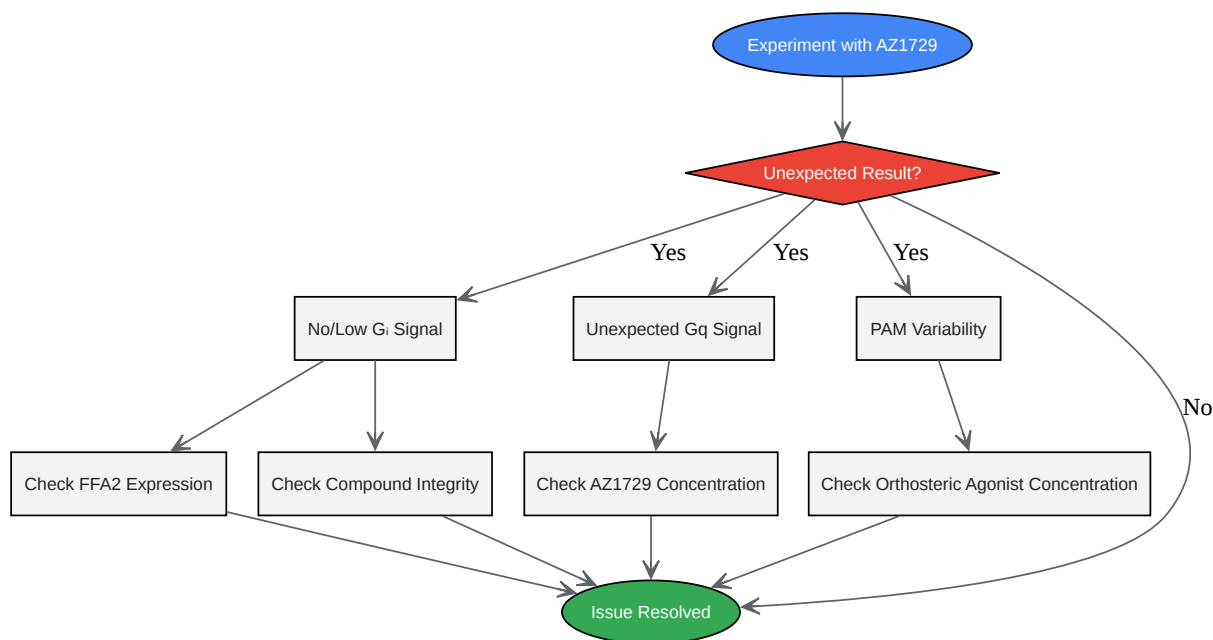 Experiment with AZ1729
Unexpected Result?
Yes
Yes
Yes
No/Low Gᵢ Signal
Unexpected Gq Signal
PAM Variability
No
Check FFA2 Expression
Check Compound Integrity
Check AZ1729 Concentration
Check Orthosteric Agonist Concentration
Issue Resolved